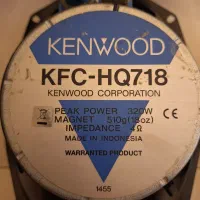 KENWOOD
KFC-HQ718
KENWOOD CORPORATION
PEAK POWER 320W
MAGNET 510g(18oz)
IMPEDANCE 4Ω
MADE IN INDONESIA
WARRANTED PRODUCT
CE
1455